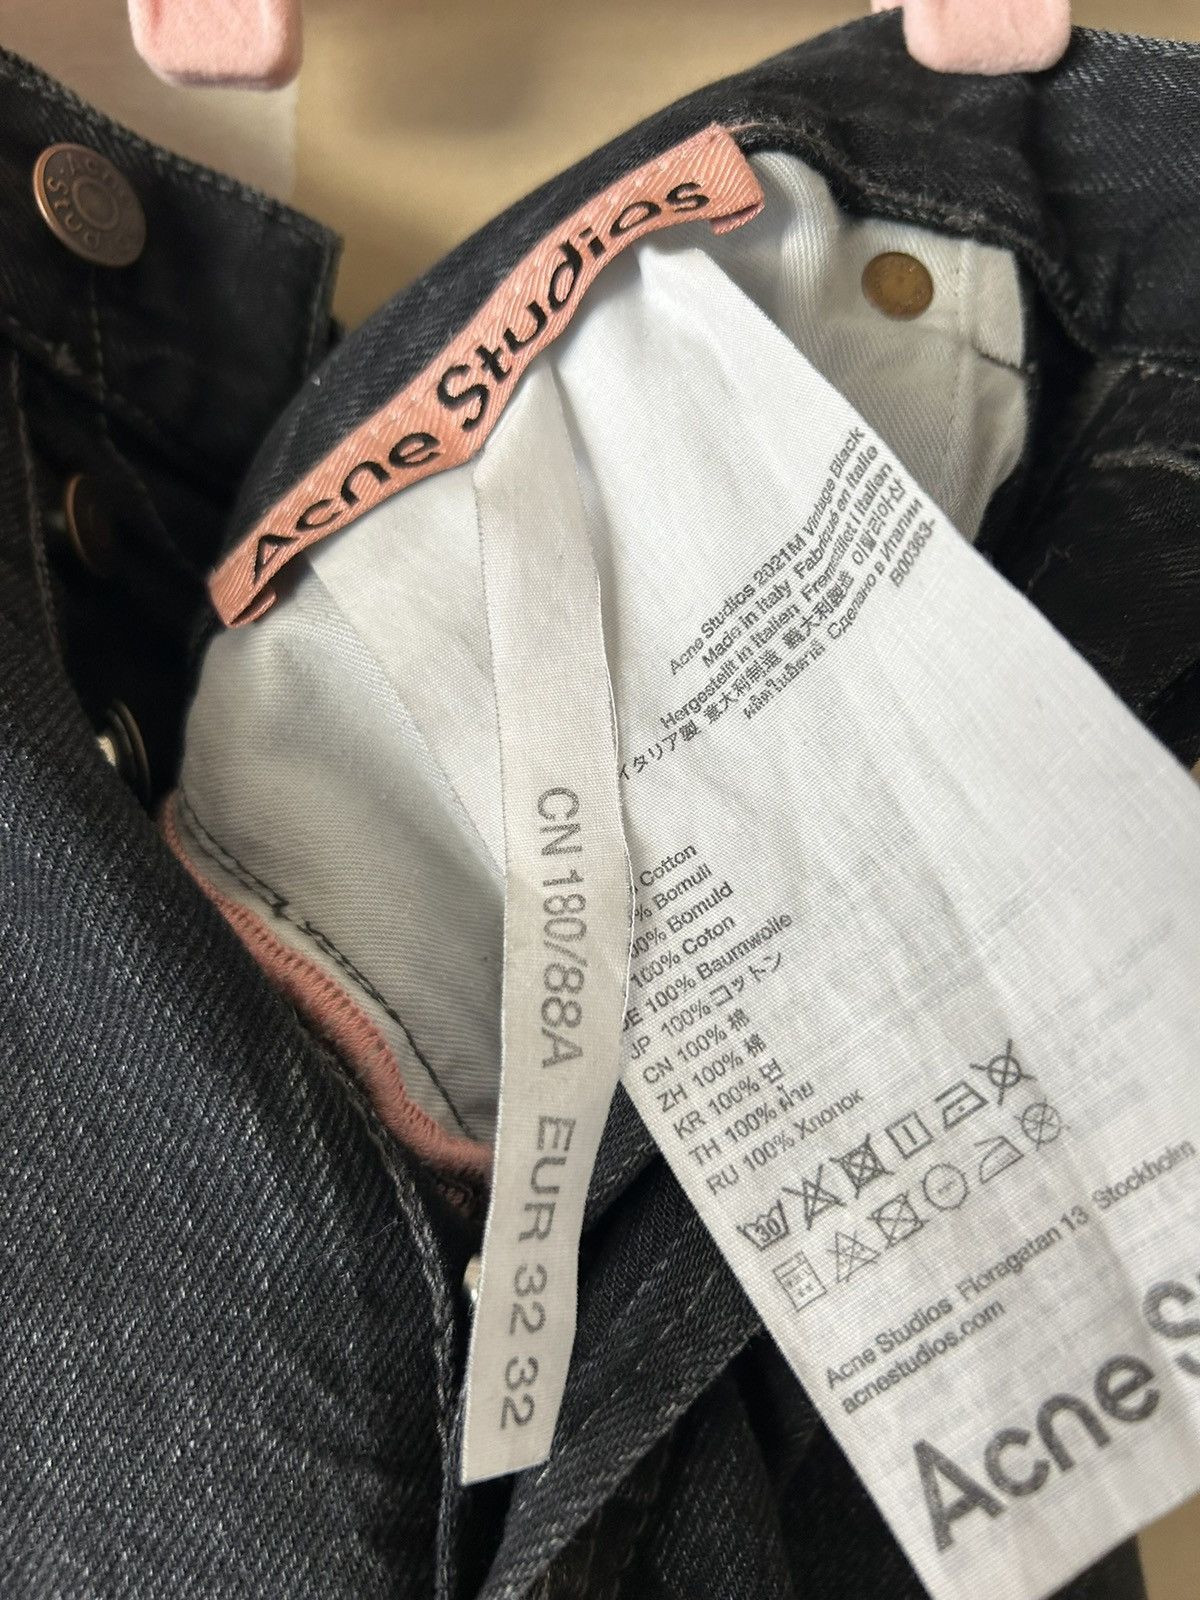 Acne Studios
Acne
Studios
Acne Studios 2021M Vintage Black
Made in Italy Fabriqué en Italie
Hergestellt in Italien Fremstillet i Italien
イタリア製 意大利制造 義大利製造 이탈리아산
ผลิตในอิตาลี Сделано в Италии
B00363-
Cotton
% Bomull
00% Bomuld
100% Coton
DE 100% Baumwolle
JP 100% コットン
CN 100% 棉
ZH 100% 棉
KR 100% 면
TH 100% ฝ้าย
RU 100% Хлопок
30
Acne Studios Floragatan 13 Stockholm
acnestudios.com
Acne S
CN 180/88A EUR 32 32